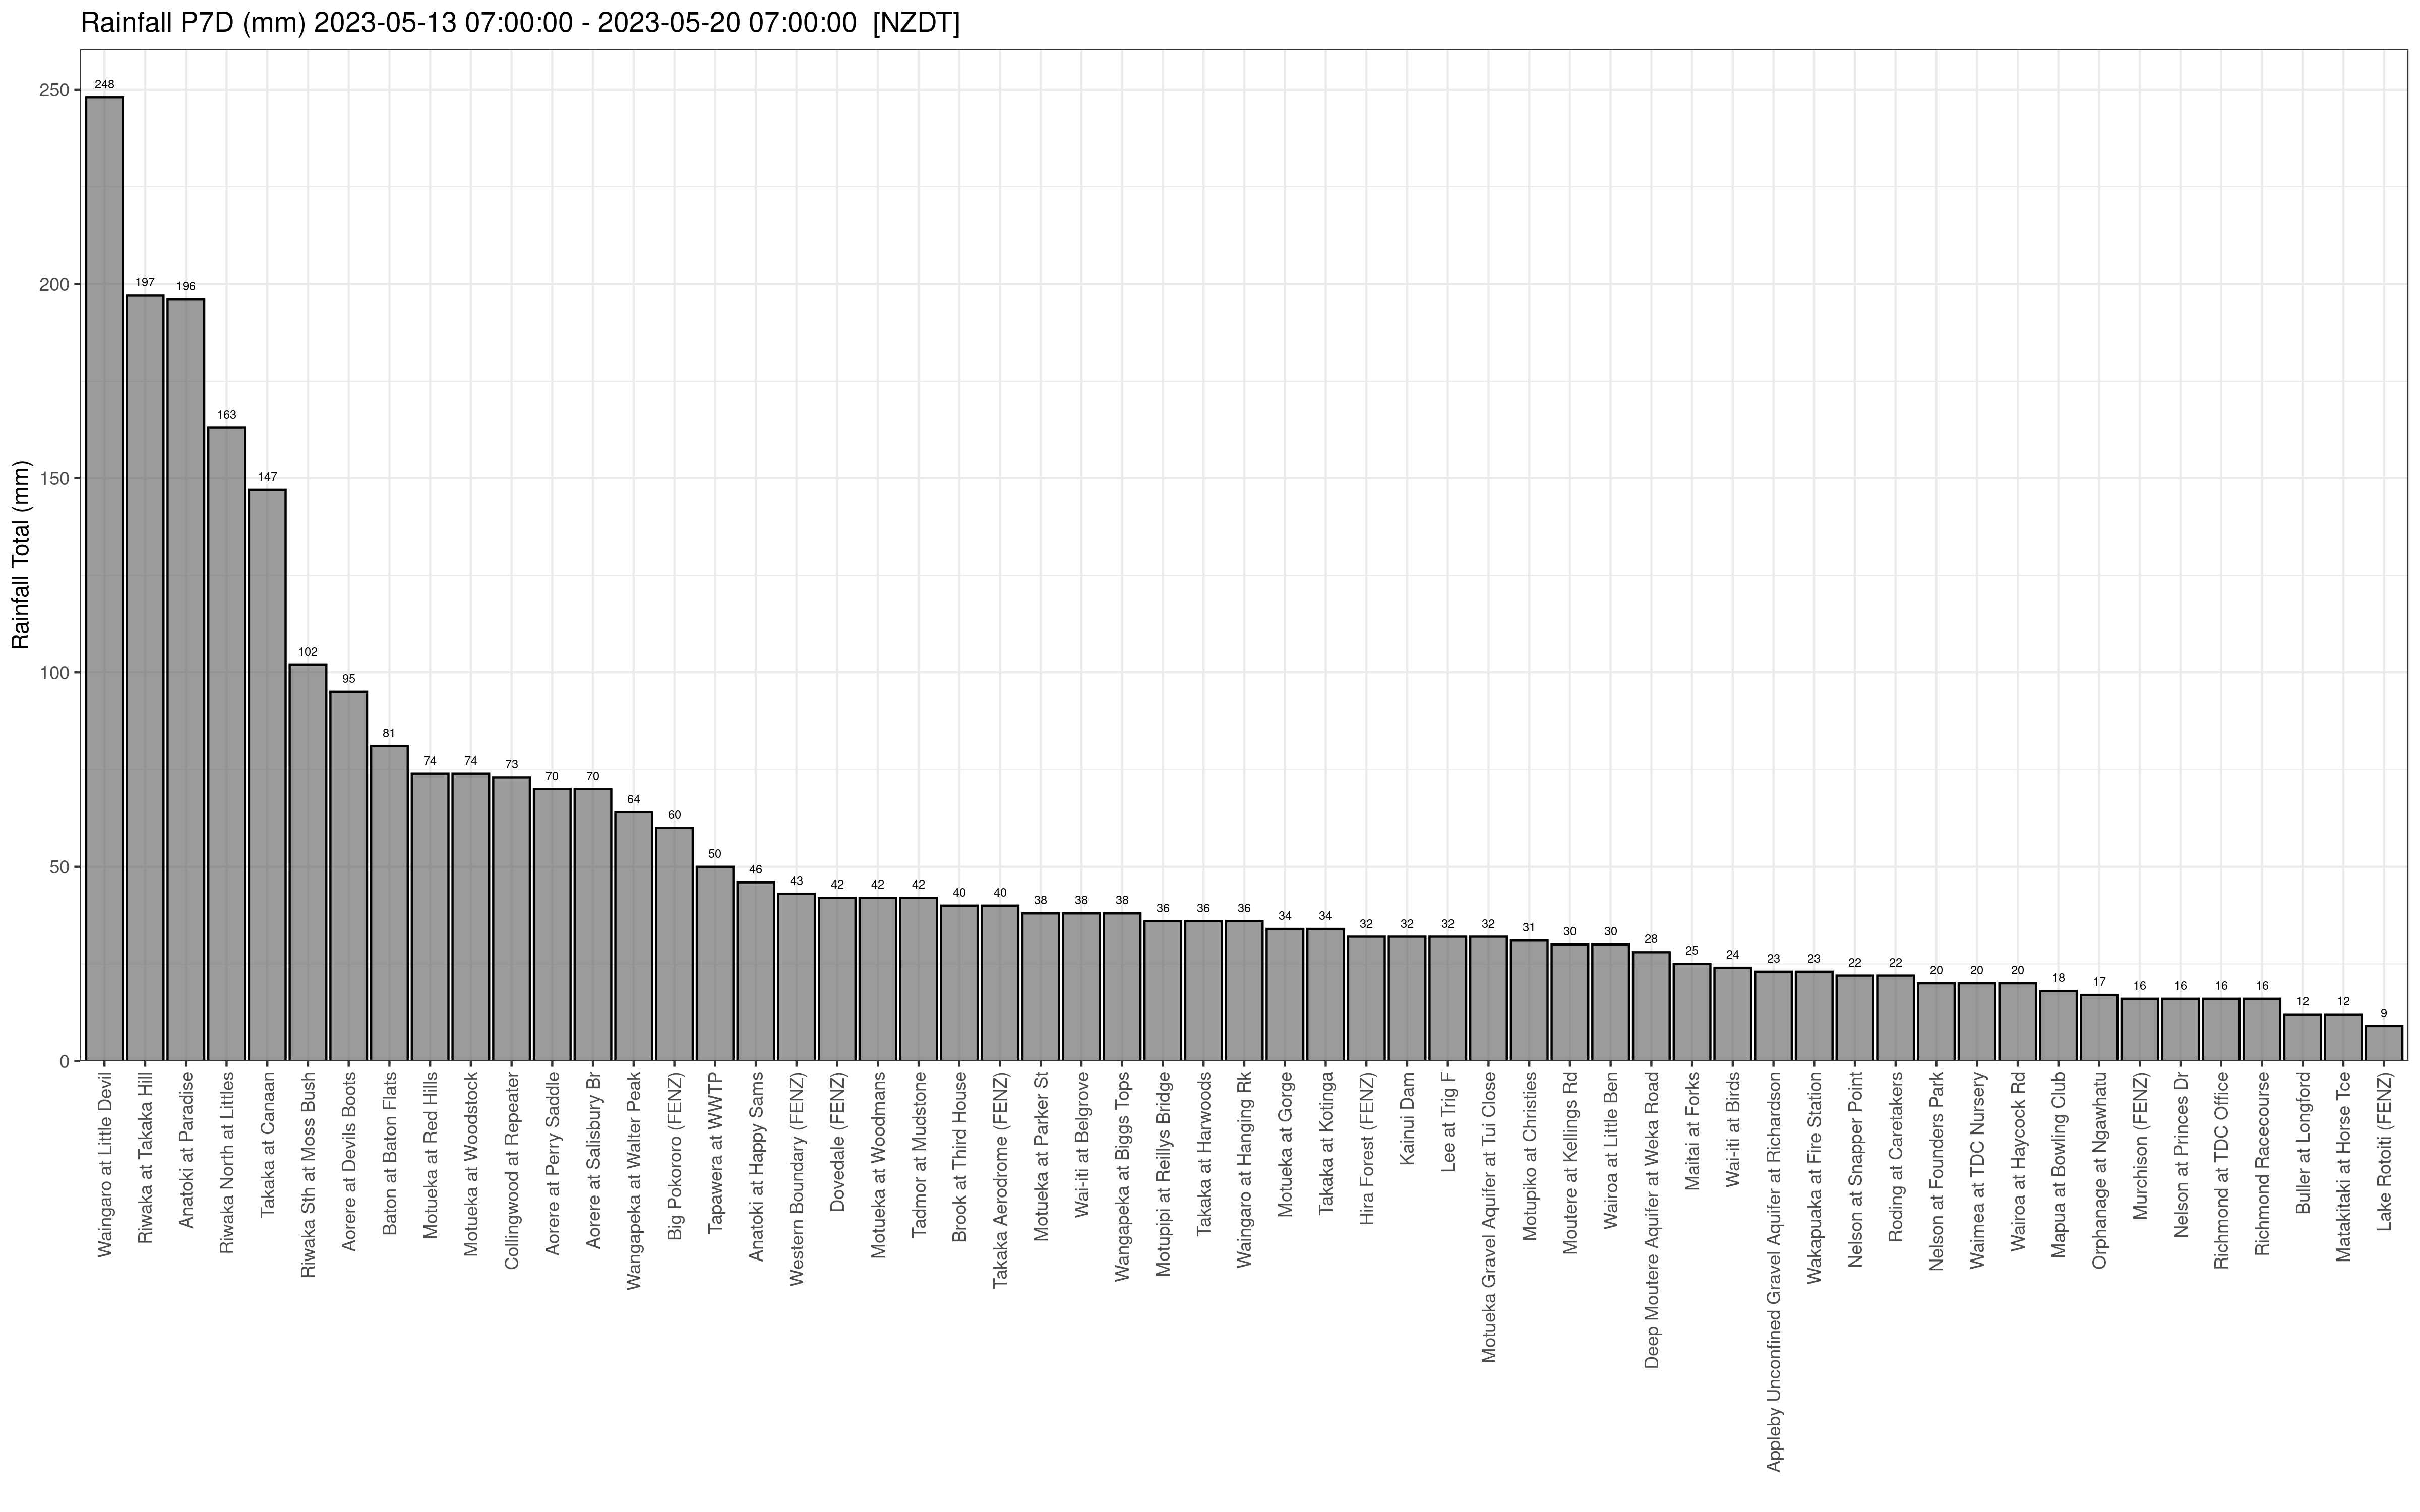 Rainfall P7D (mm) 2023-05-13 07:00:00 - 2023-05-20 07:00:00  [NZDT]
Rainfall Total (mm)
250
200
150
100
50
0
248
197
196
163
147
102
95
81
74
74
73
70
70
64
60
50
46
43
42
42
42
40
40
38
38
38
36
36
36
34
34
32
32
32
32
31
30
30
28
25
24
23
23
22
22
20
20
20
18
17
16
16
16
16
12
12
9
Waingaro at Little Devil
Riwaka at Takaka Hill
Anatoki at Paradise
Riwaka North at Littles
Takaka at Canaan
Riwaka Sth at Moss Bush
Aorere at Devils Boots
Baton at Baton Flats
Motueka at Red Hills
Motueka at Woodstock
Collingwood at Repeater
Aorere at Perry Saddle
Aorere at Salisbury Br
Wangapeka at Walter Peak
Big Pokororo (FENZ)
Tapawera at WWTP
Anatoki at Happy Sams
Western Boundary (FENZ)
Dovedale (FENZ)
Motueka at Woodmans
Tadmor at Mudstone
Brook at Third House
Takaka Aerodrome (FENZ)
Motueka at Parker St
Wai-iti at Belgrove
Wangapeka at Biggs Tops
Motupipi at Reillys Bridge
Takaka at Harwoods
Waingaro at Hanging Rk
Motueka at Gorge
Takaka at Kotinga
Hira Forest (FENZ)
Kainui Dam
Lee at Trig F
Motueka Gravel Aquifer at Tui Close
Motupiko at Christies
Moutere at Kellings Rd
Wairoa at Little Ben
Deep Moutere Aquifer at Weka Road
Maitai at Forks
Wai-iti at Birds
Appleby Unconfined Gravel Aquifer at Richardson
Wakapuaka at Fire Station
Nelson at Snapper Point
Roding at Caretakers
Nelson at Founders Park
Waimea at TDC Nursery
Wairoa at Haycock Rd
Mapua at Bowling Club
Orphanage at Ngawhatu
Murchison (FENZ)
Nelson at Princes Dr
Richmond at TDC Office
Richmond Racecourse
Buller at Longford
Matakitaki at Horse Tce
Lake Rotoiti (FENZ)